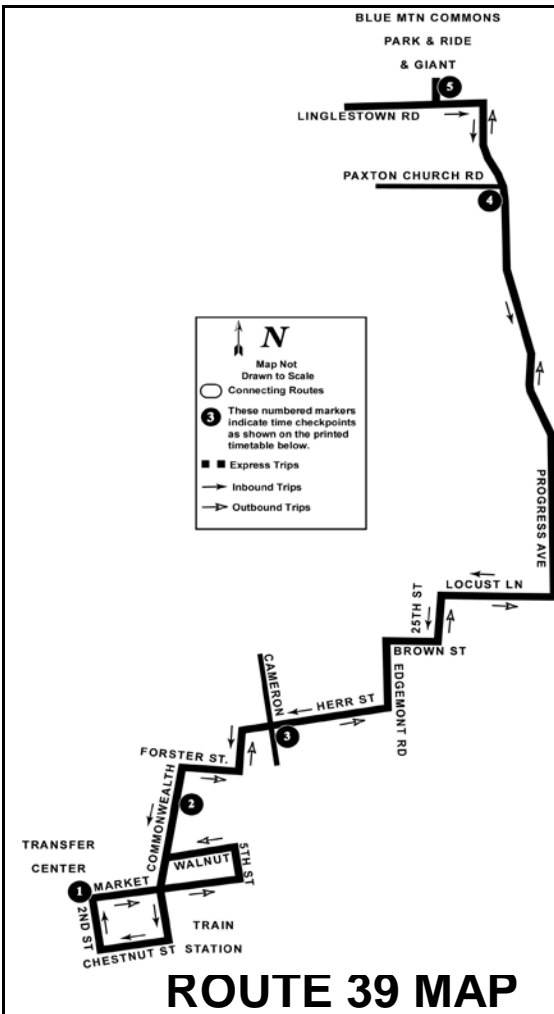 BLUE MTN COMMONS
PARK & RIDE
& GIANT
5
LINGLESTOWN RD
PAXTON CHURCH RD
4
N
Map Not
Drawn to Scale
Connecting Routes
3
These numbered markers
indicate time checkpoints
as shown on the printed
timetable below.
Express Trips
Inbound Trips
Outbound Trips
PROGRESS AVE
LOCUST LN
25TH ST
BROWN ST
EDGEMONT RD
CAMERON
HERR ST
3
FORSTER ST.
COMMONWEALTH
2
TRANSFER
CENTER
WALNUT
5TH ST
1
MARKET
2ND ST
TRAIN
STATION
CHESTNUT ST
ROUTE 39 MAP